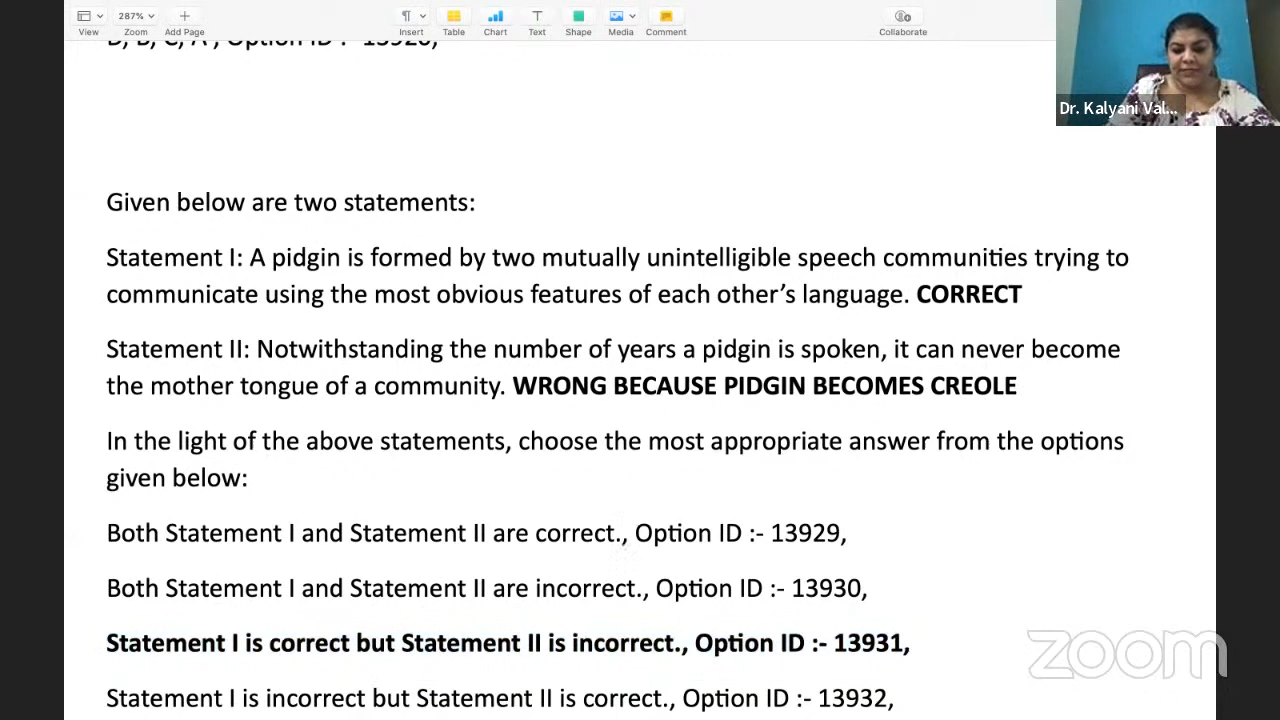 View
287%
Zoom
Add Page
Insert
Table
Chart
Text
Shape
Media
Comment
Collaborate
D, B, C, A , Option ID :- 13926,
Dr. Kalyani Val...
Given below are two statements:
Statement I: A pidgin is formed by two mutually unintelligible speech communities trying to
communicate using the most obvious features of each other’s language. CORRECT
Statement II: Notwithstanding the number of years a pidgin is spoken, it can never become
the mother tongue of a community. WRONG BECAUSE PIDGIN BECOMES CREOLE
In the light of the above statements, choose the most appropriate answer from the options
given below:
Both Statement I and Statement II are correct., Option ID :- 13929,
Both Statement I and Statement II are incorrect., Option ID :- 13930,
Statement I is correct but Statement II is incorrect., Option ID :- 13931,
Statement I is incorrect but Statement II is correct., Option ID :- 13932,
zoom